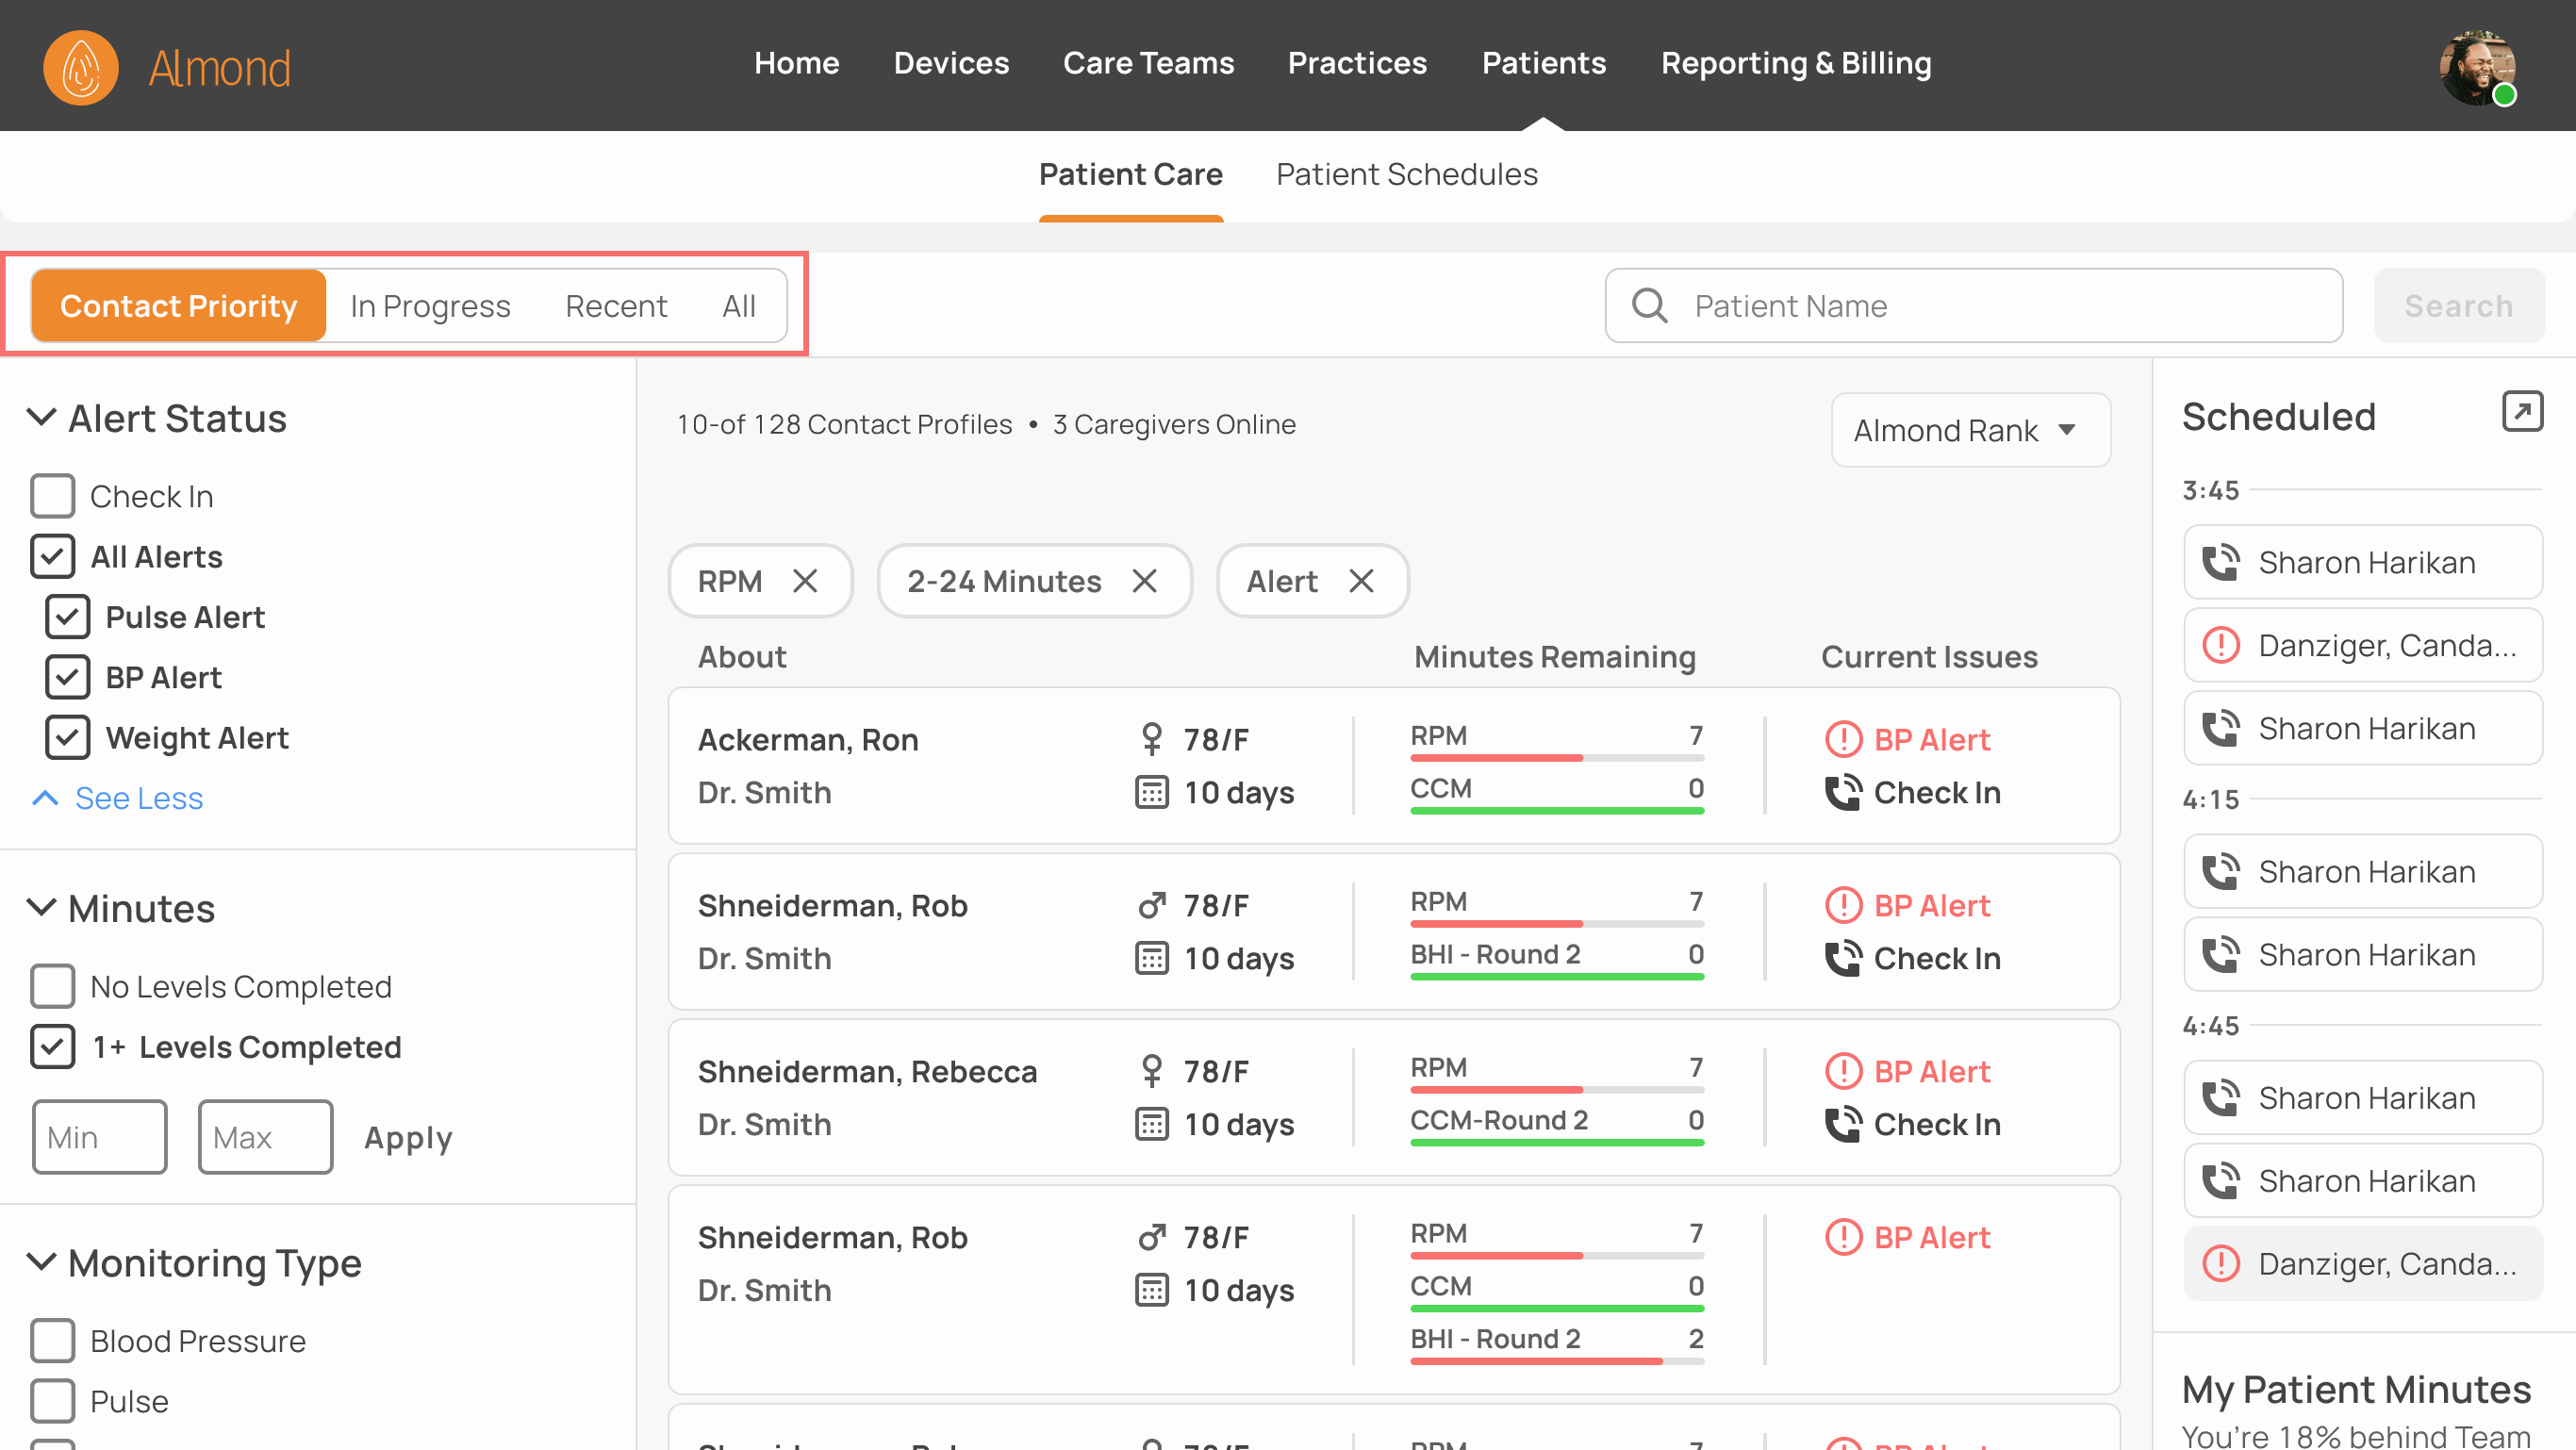 Almond
Home Devices Care Teams Practices Patients Reporting & Billing
Patient Care Patient Schedules
Contact Priority In Progress Recent All
Patient Name
Search
Alert Status
Check In
All Alerts
Pulse Alert
BP Alert
Weight Alert
See Less
Minutes
No Levels Completed
1+ Levels Completed
Min Max Apply
Monitoring Type
Blood Pressure
Pulse
10-of 128 Contact Profiles • 3 Caregivers Online
Almond Rank
RPM 2-24 Minutes Alert
About Minutes Remaining Current Issues
Ackerman, Ron 78/F RPM 7 BP Alert
Dr. Smith 10 days CCM 0 Check In
Shneiderman, Rob 78/F RPM 7 BP Alert
Dr. Smith 10 days BHI - Round 2 0 Check In
Shneiderman, Rebecca 78/F RPM 7 BP Alert
Dr. Smith 10 days CCM-Round 2 0 Check In
Shneiderman, Rob 78/F RPM 7 BP Alert
Dr. Smith 10 days CCM 0
BHI - Round 2 2
Scheduled
3:45
Sharon Harikan
Danziger, Canda...
Sharon Harikan
4:15
Sharon Harikan
Sharon Harikan
4:45
Sharon Harikan
Sharon Harikan
Danziger, Canda...
My Patient Minutes
You're 18% behind Team